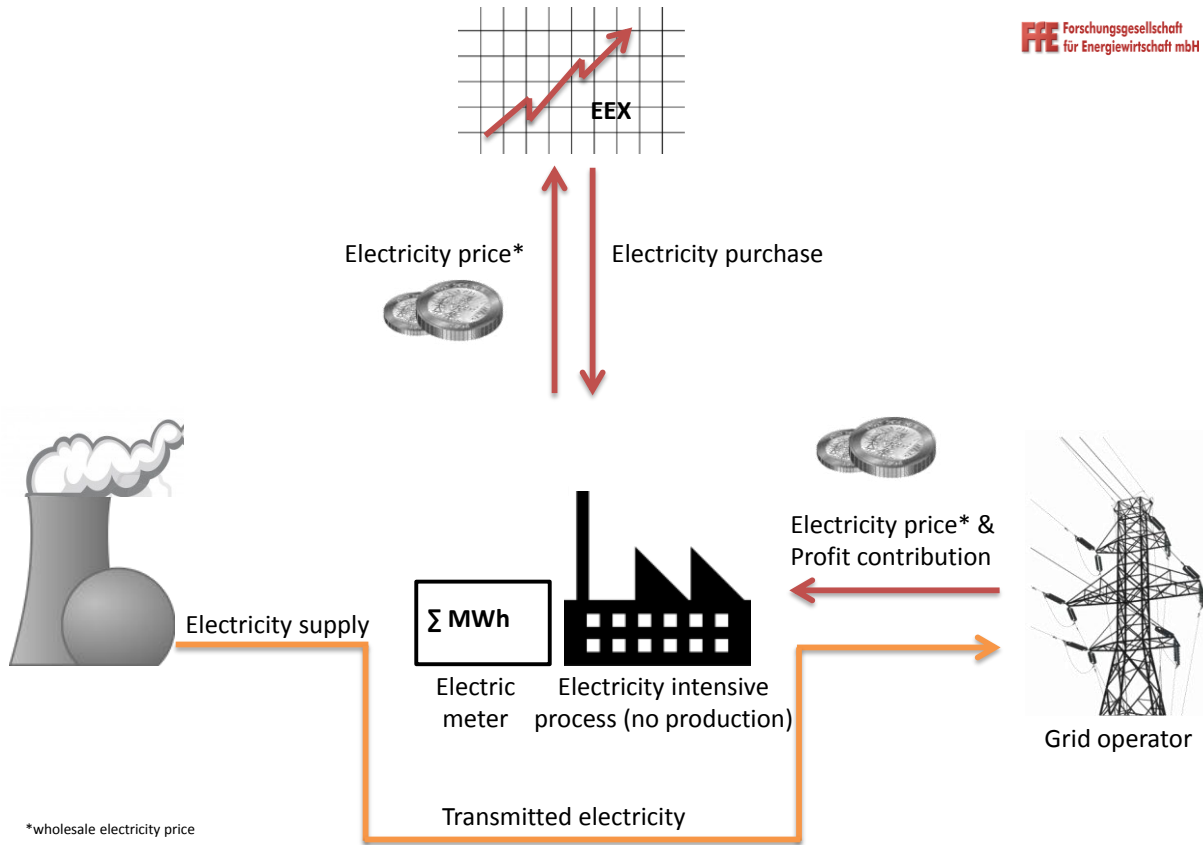 FfE Forschungsgesellschaft
für Energiewirtschaft mbH
EEX
Electricity price*
Electricity purchase
Electricity price* &
Profit contribution
Electricity supply
∑ MWh
Electric
meter
Electricity intensive
process (no production)
Grid operator
Transmitted electricity
*wholesale electricity price